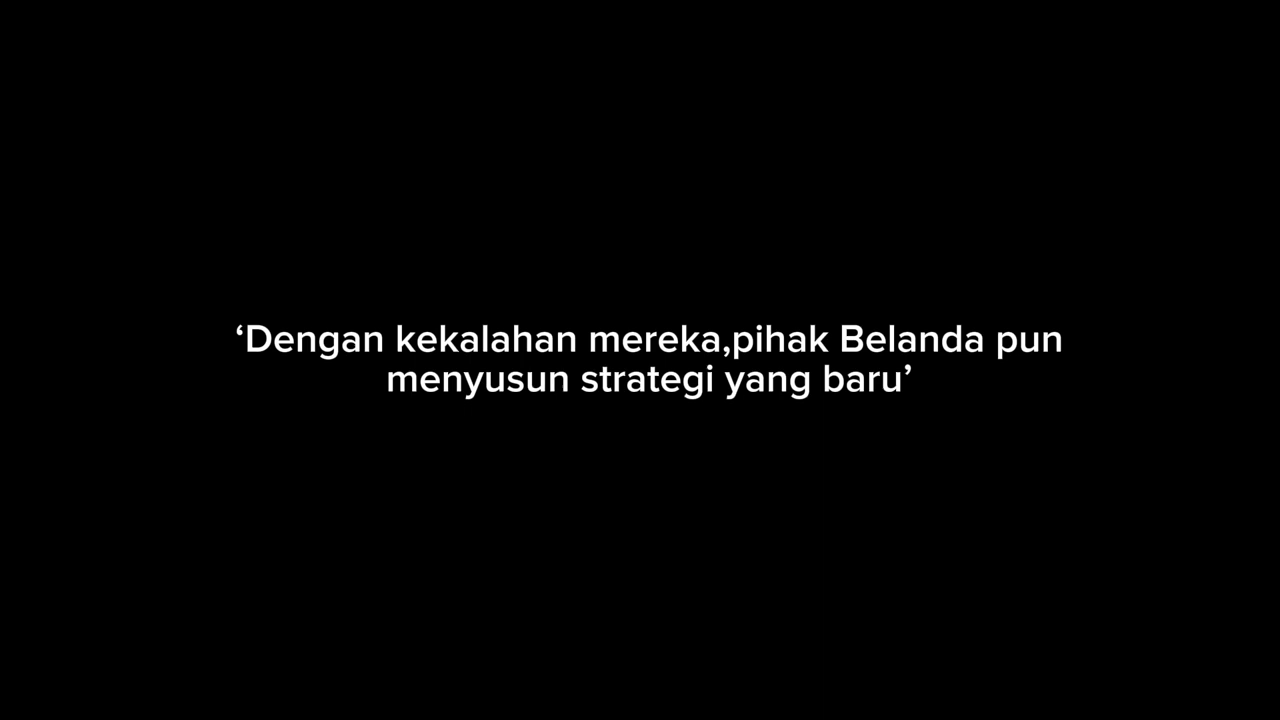 ‘Dengan kekalahan mereka,pihak Belanda pun
menyusun strategi yang baru’